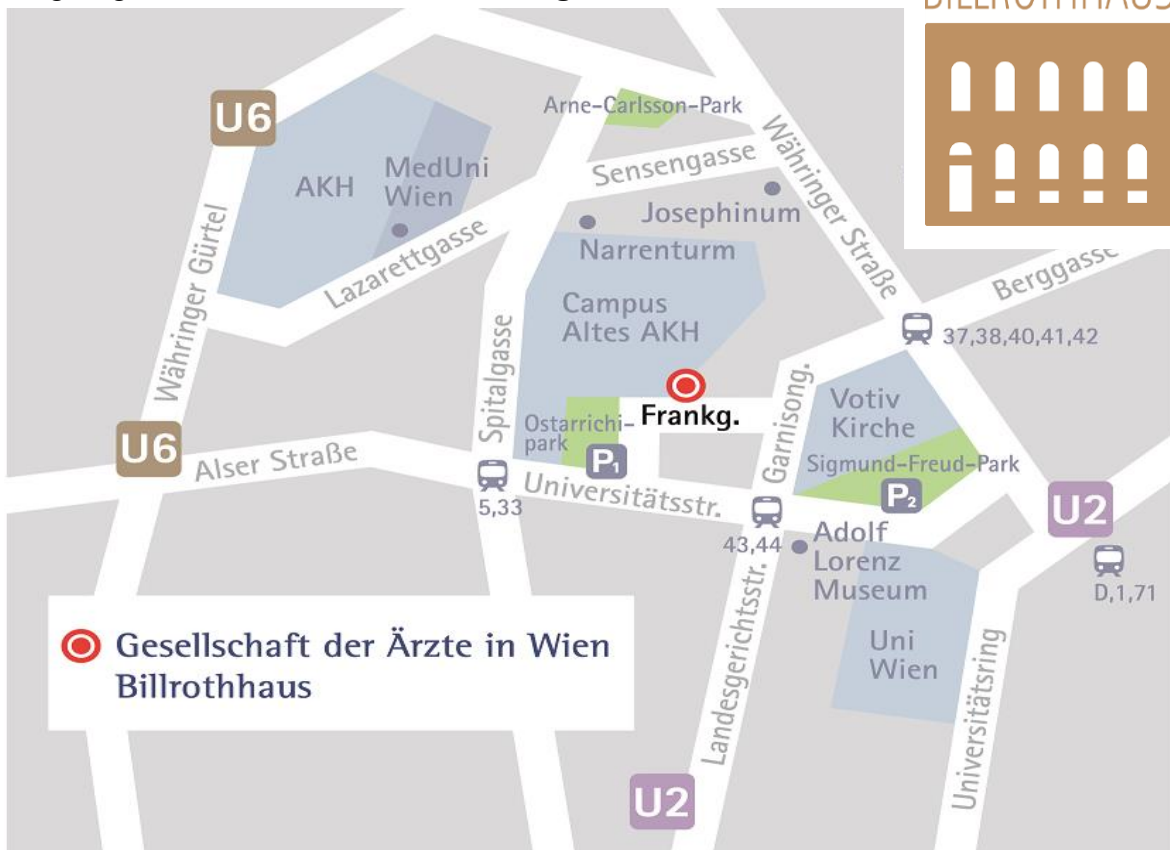 BILLROTHHAUS
U6
Arne-Carlsson-Park
Währinger Straße
Sensengasse
MedUni
Wien
AKH
Josephinum
Narrenturm
Währinger Gürtel
Lazarettgasse
Berggasse
Campus
Altes AKH
37,38,40,41,42
Spitalgasse
Garnisong.
Votiv
Kirche
Ostarrichi-
park
Frankg.
U6
Alser Straße
P1
Sigmund-Freud-Park
P2
5,33
Universitätsstr.
U2
43,44
Adolf
Lorenz
Museum
D,1,71
Landesgerichtsstr.
Uni
Wien
Universitätsring
Gesellschaft der Ärzte in Wien
Billrothhaus
U2